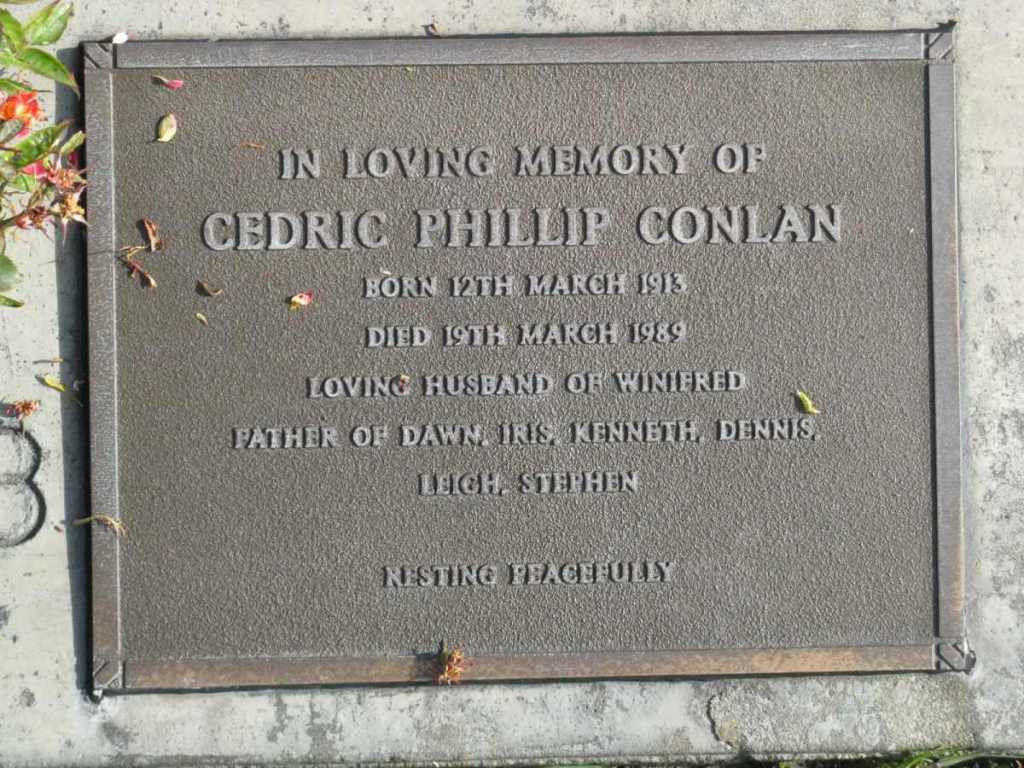 IN LOVING MEMORY OF
CEDRIC PHILLIP CONLAN
BORN 12TH MARCH 1913
DIED 19TH MARCH 1989
LOVING HUSBAND OF WINIFRED
FATHER OF DAWN, IRIS, KENNETH, DENNIS,
LEIGH, STEPHEN
RESTING PEACEFULLY